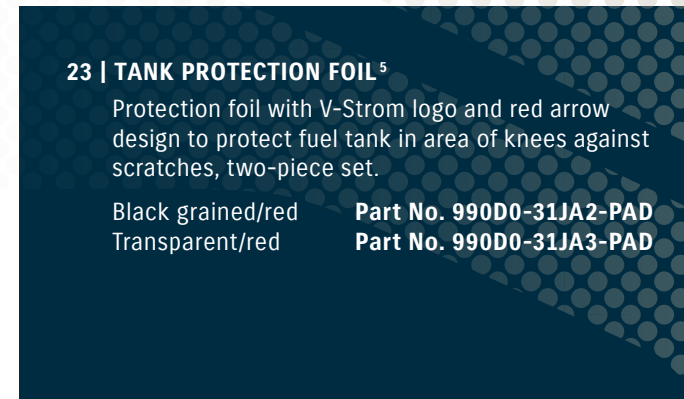 23 | TANK PROTECTION FOIL⁵
Protection foil with V-Strom logo and red arrow
design to protect fuel tank in area of knees against
scratches, two-piece set.
Black grained/red Part No. 990D0-31JA2-PAD
Transparent/red Part No. 990D0-31JA3-PAD